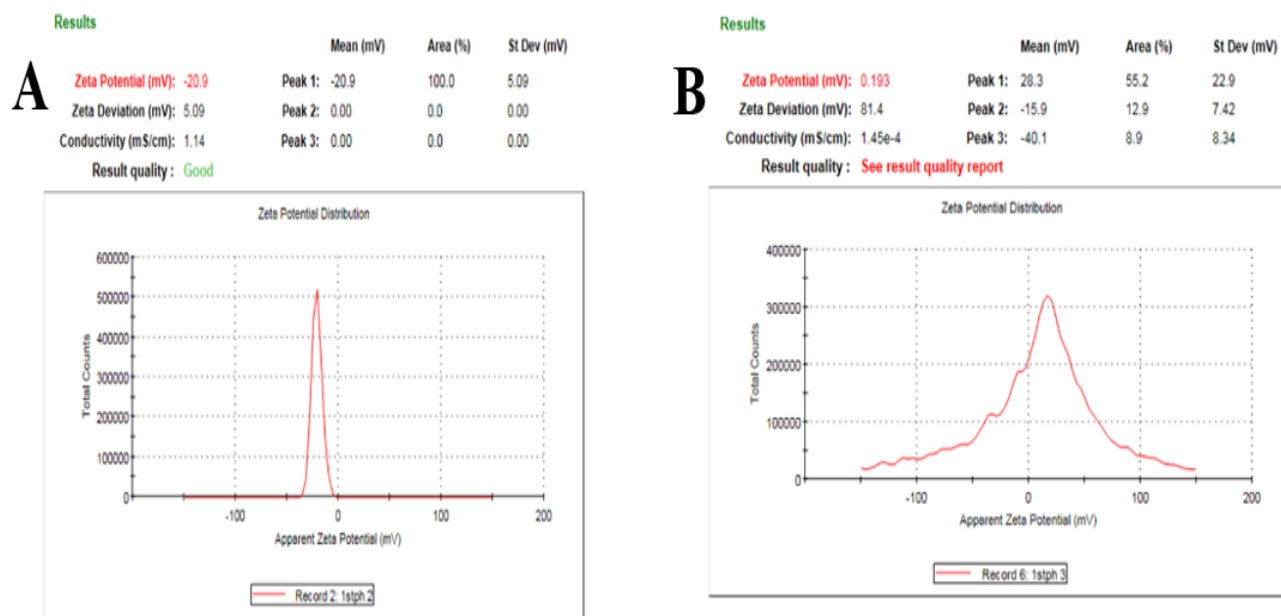 A
Results
Mean (mV) Area (%) St Dev (mV)
Zeta Potential (mV): -20.9 Peak 1: -20.9 100.0 5.09
Zeta Deviation (mV): 5.09 Peak 2: 0.00 0.0 0.00
Conductivity (mS/cm): 1.14 Peak 3: 0.00 0.0 0.00
Result quality : Good
Zeta Potential Distribution
600000
500000
400000
300000
200000
100000
0
Total Counts
-100 0 100 200
Apparent Zeta Potential (mV)
Record 2: 1stph 2
B
Results
Mean (mV) Area (%) St Dev (mV)
Zeta Potential (mV): 0.193 Peak 1: 28.3 55.2 22.9
Zeta Deviation (mV): 81.4 Peak 2: -15.9 12.9 7.42
Conductivity (mS/cm): 1.45e-4 Peak 3: -40.1 8.9 8.34
Result quality : See result quality report
Zeta Potential Distribution
400000
300000
200000
100000
0
Total Counts
-100 0 100 200
Apparent Zeta Potential (mV)
Record 6: 1stph 3